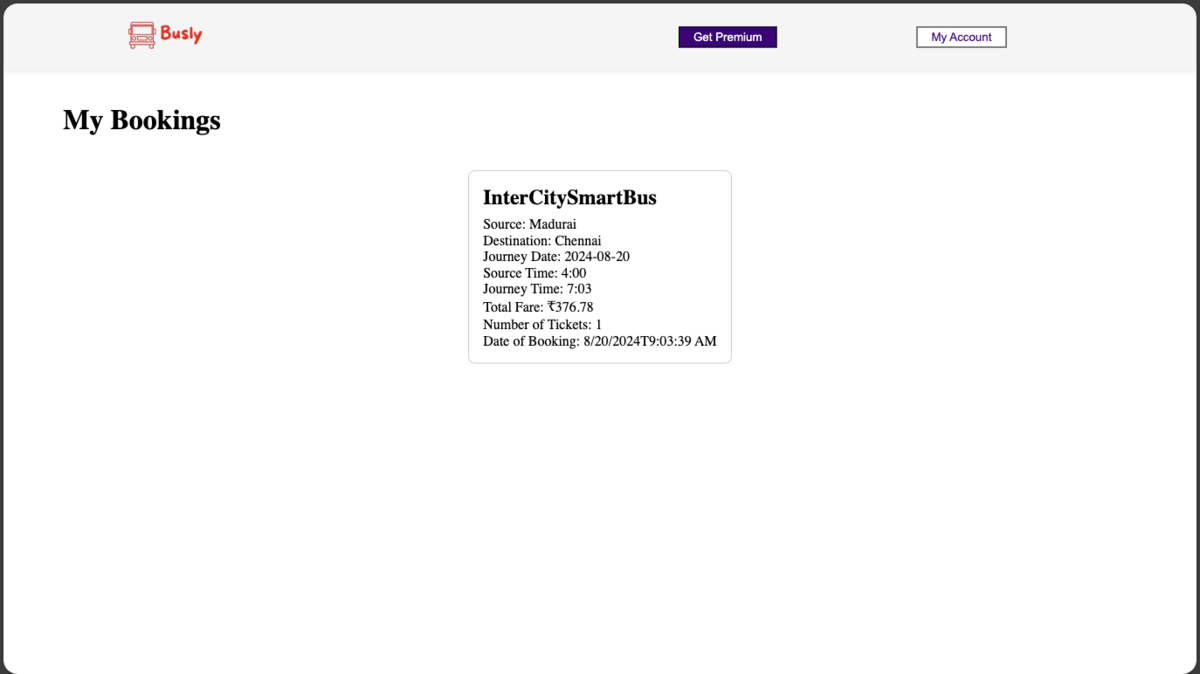 Busly
Get Premium
My Account
My Bookings
InterCitySmartBus
Source: Madurai
Destination: Chennai
Journey Date: 2024-08-20
Source Time: 4:00
Journey Time: 7:03
Total Fare: ₹376.78
Number of Tickets: 1
Date of Booking: 8/20/2024T9:03:39 AM